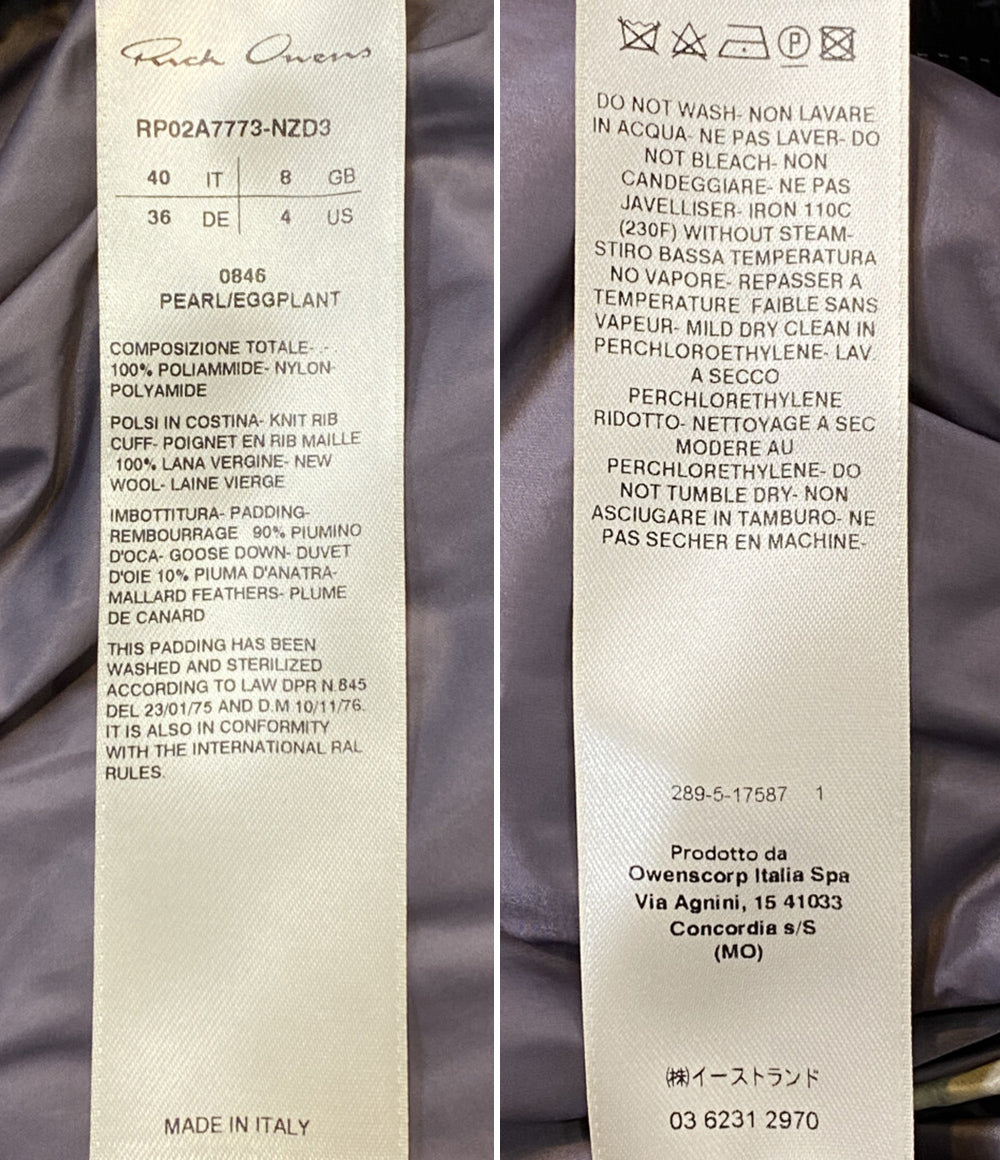 Rick Owens
RP02A7773-NZD3
40 IT 8 GB
36 DE 4 US
0846
PEARL/EGGPLANT
COMPOSIZIONE TOTALE- -
100% POLIAMMIDE- NYLON-
POLYAMIDE
POLSI IN COSTINA- KNIT RIB
CUFF- POIGNET EN RIB MAILLE
100% LANA VERGINE- NEW
WOOL- LAINE VIERGE
IMBOTTITURA- PADDING-
REMBOURRAGE 90% PIUMINO
D'OCA- GOOSE DOWN- DUVET
D'OIE 10% PIUMA D'ANATRA-
MALLARD FEATHERS- PLUME
DE CANARD
THIS PADDING HAS BEEN
WASHED AND STERILIZED
ACCORDING TO LAW DPR N.845
DEL 23/01/75 AND D.M 10/11/76.
IT IS ALSO IN CONFORMITY
WITH THE INTERNATIONAL RAL
RULES.
MADE IN ITALY
P
DO NOT WASH- NON LAVARE
IN ACQUA- NE PAS LAVER- DO
NOT BLEACH- NON
CANDEGGIARE- NE PAS
JAVELLISER- IRON 110C
(230F) WITHOUT STEAM-
STIRO BASSA TEMPERATURA
NO VAPORE- REPASSER A
TEMPERATURE FAIBLE SANS
VAPEUR- MILD DRY CLEAN IN
PERCHLOROETHYLENE- LAV.
A SECCO
PERCHLORETHYLENE
RIDOTTO- NETTOYAGE A SEC
MODERE AU
PERCHLORETHYLENE- DO
NOT TUMBLE DRY- NON
ASCIUGARE IN TAMBURO- NE
PAS SECHER EN MACHINE-
289-5-17587 1
Prodotto da
Owenscorp Italia Spa
Via Agnini, 15 41033
Concordia s/S
(MO)
㈱イーストランド
03 6231 2970